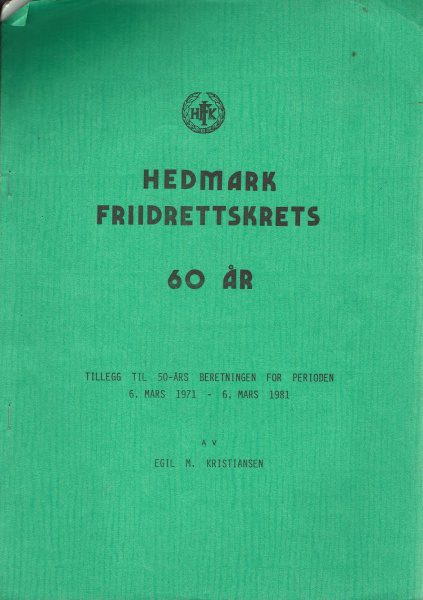 HFK
HEDMARK
FRIIDRETTSKRETS
60 ÅR
TILLEGG TIL 50-ÅRS BERETNINGEN FOR PERIODEN
6. MARS 1971 - 6. MARS 1981
AV
EGIL M. KRISTIANSEN